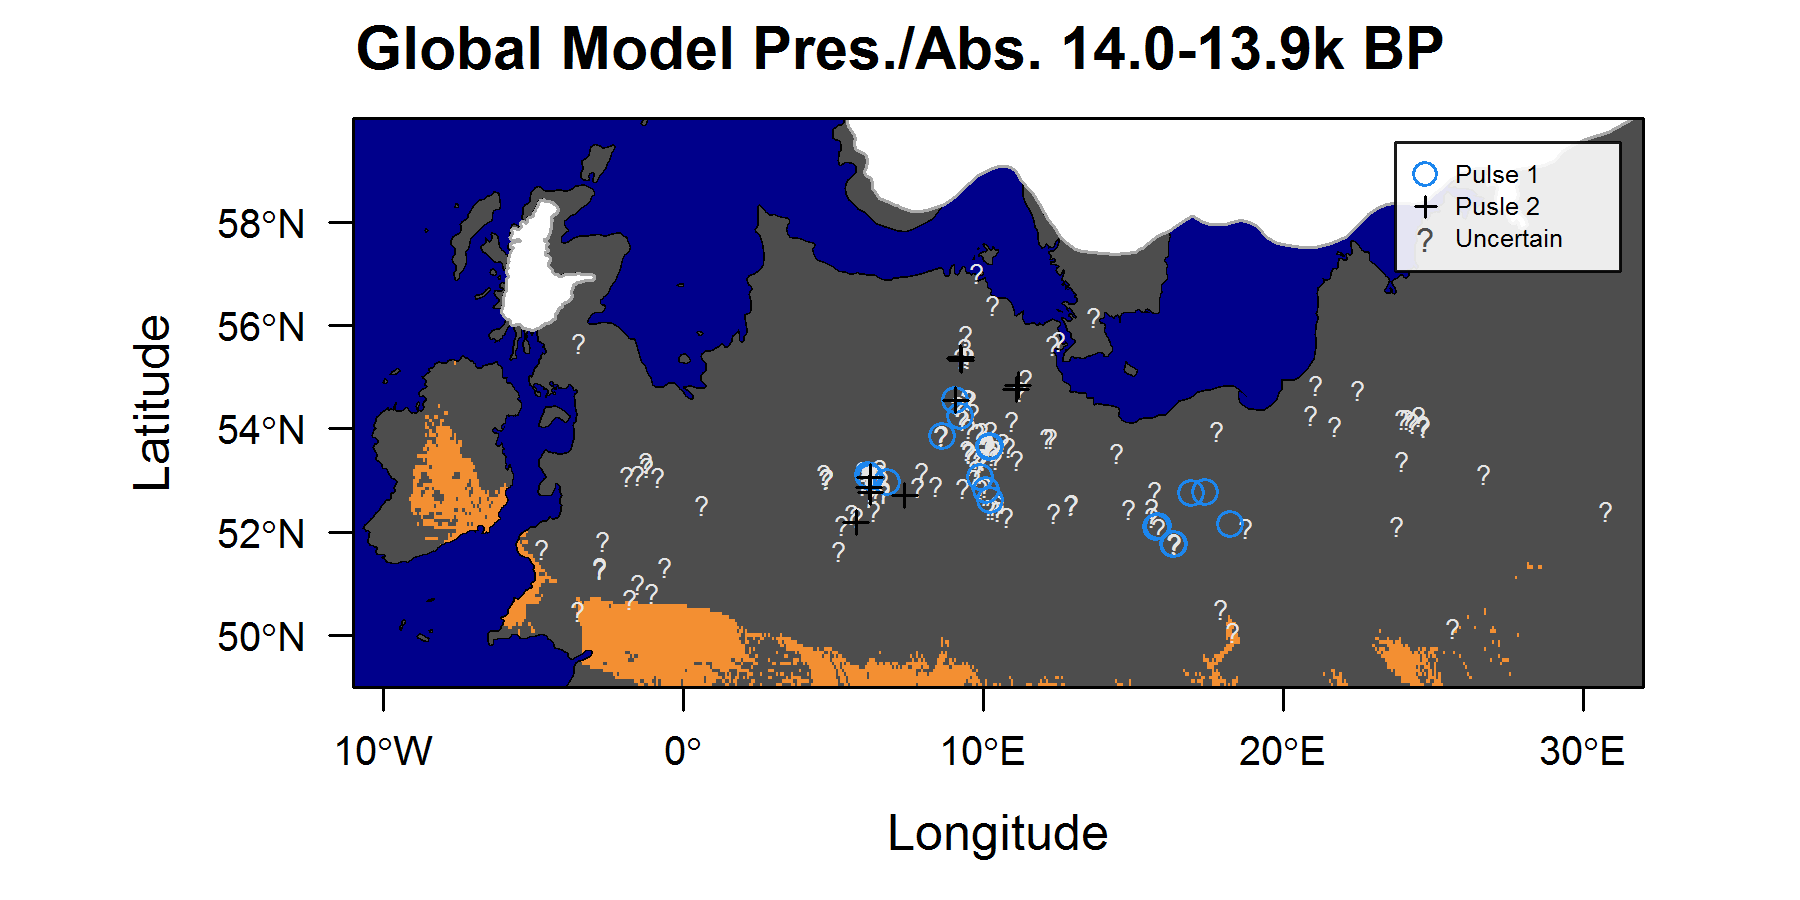 Global Model Pres./Abs. 14.0-13.9k BP
Pulse 1
Pusle 2
? Uncertain
58°N
56°N
54°N
52°N
50°N
Latitude
10°W 0° 10°E 20°E 30°E
Longitude